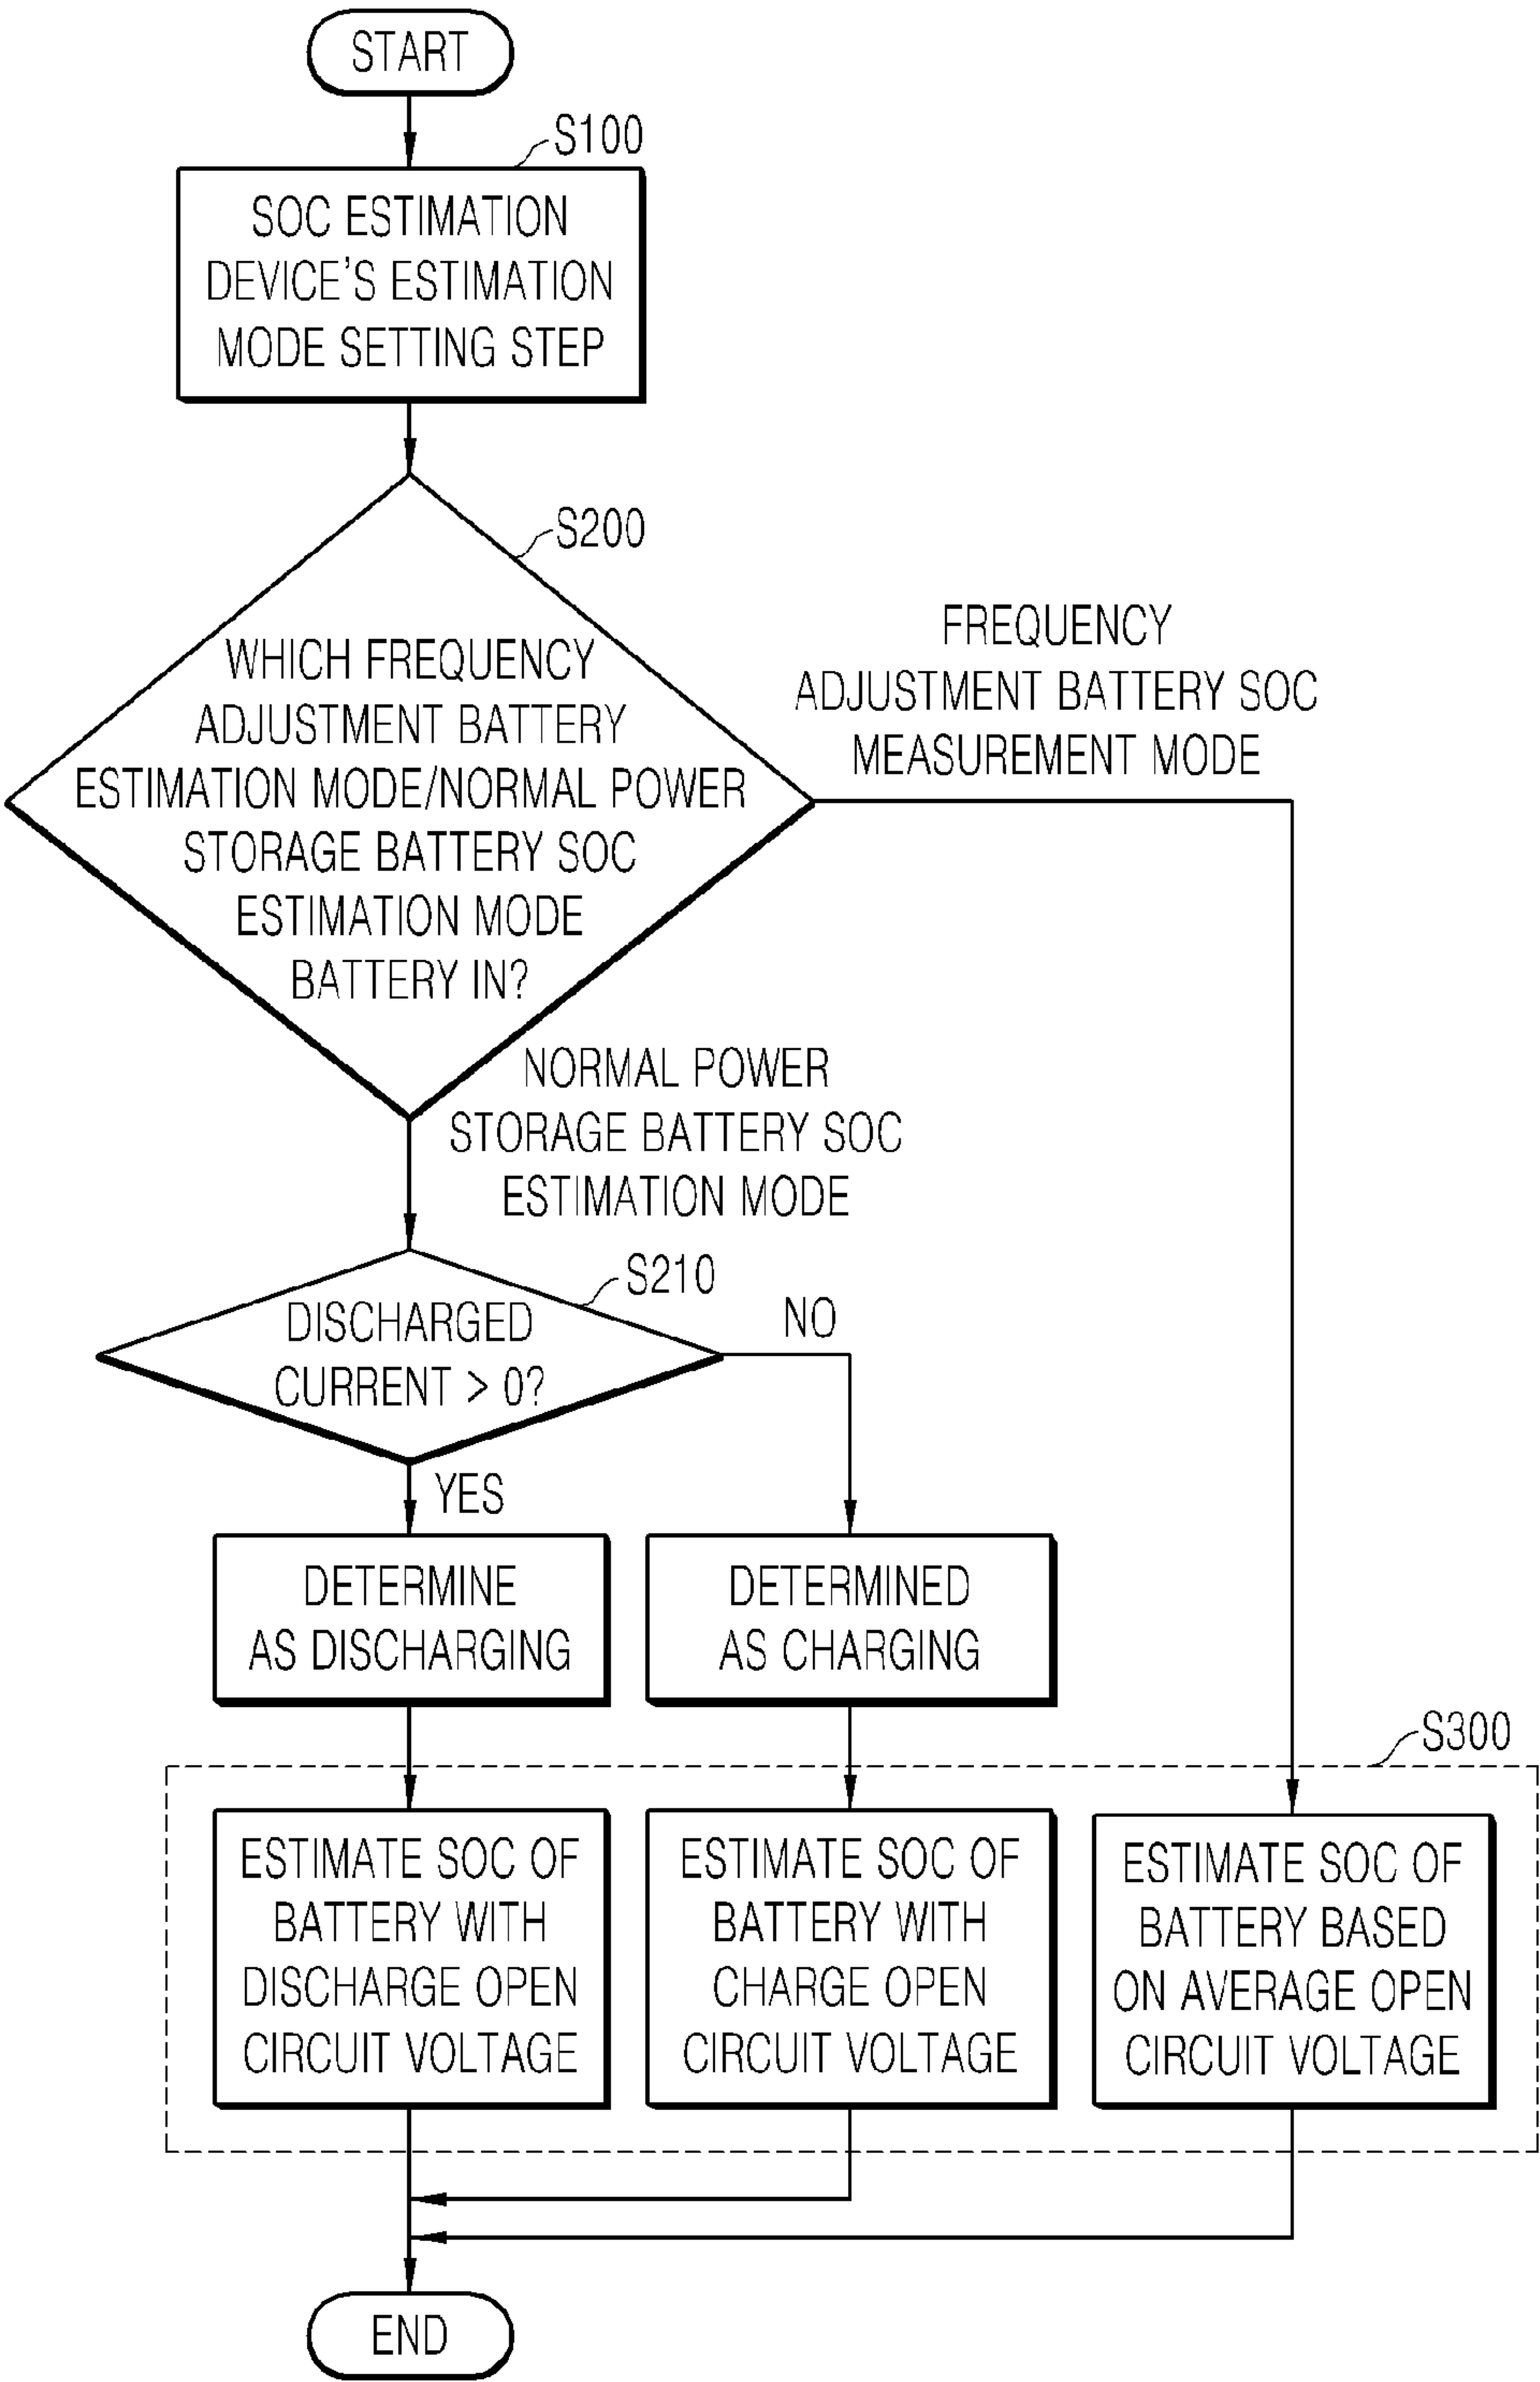 START
S100
SOC ESTIMATION
DEVICE'S ESTIMATION
MODE SETTING STEP
S200
WHICH FREQUENCY
ADJUSTMENT BATTERY
ESTIMATION MODE/NORMAL POWER
STORAGE BATTERY SOC
ESTIMATION MODE
BATTERY IN?
FREQUENCY
ADJUSTMENT BATTERY SOC
MEASUREMENT MODE
NORMAL POWER
STORAGE BATTERY SOC
ESTIMATION MODE
S210
DISCHARGED
CURRENT > 0?
NO
YES
DETERMINE
AS DISCHARGING
DETERMINED
AS CHARGING
S300
ESTIMATE SOC OF
BATTERY WITH
DISCHARGE OPEN
CIRCUIT VOLTAGE
ESTIMATE SOC OF
BATTERY WITH
CHARGE OPEN
CIRCUIT VOLTAGE
ESTIMATE SOC OF
BATTERY BASED
ON AVERAGE OPEN
CIRCUIT VOLTAGE
END